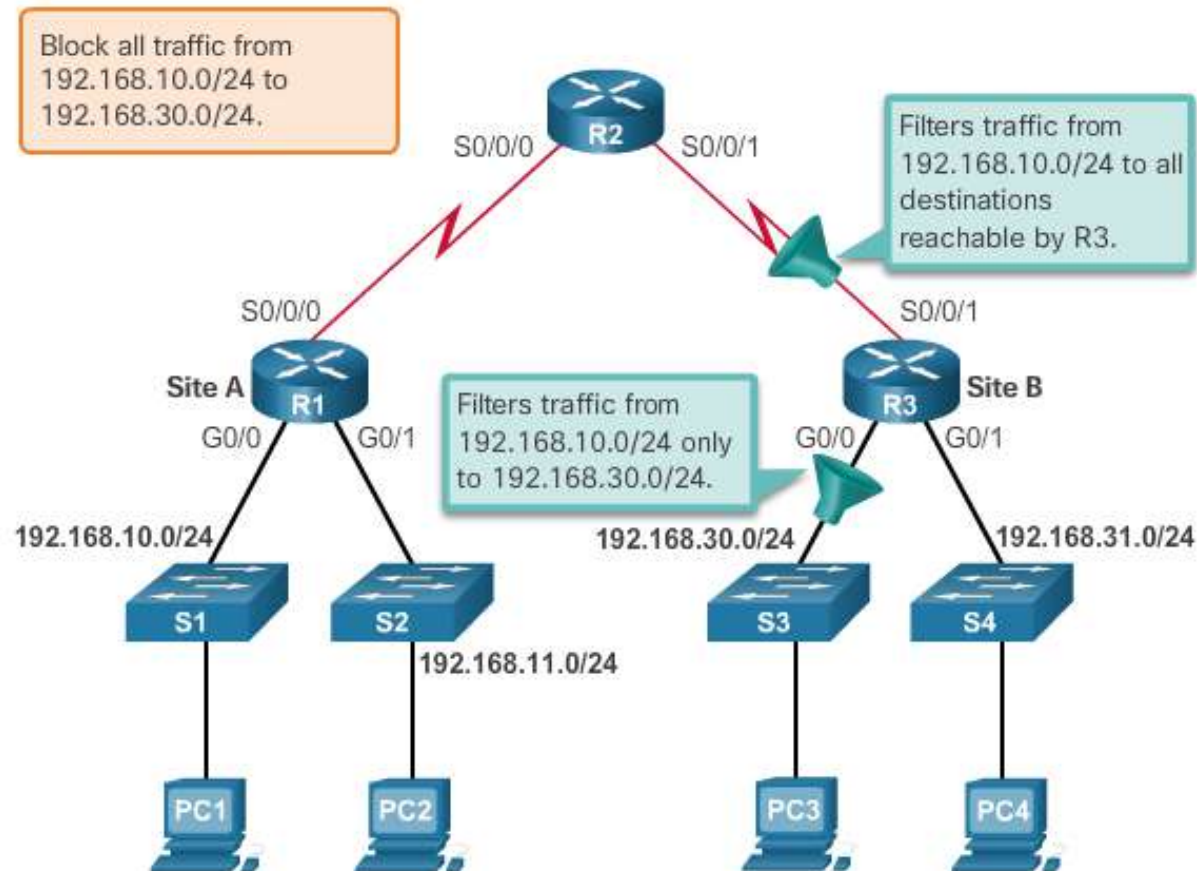 Block all traffic from
192.168.10.0/24 to
192.168.30.0/24.
R2
S0/0/0
S0/0/1
Filters traffic from
192.168.10.0/24 to all
destinations
reachable by R3.
S0/0/0
S0/0/1
Site A
R1
Filters traffic from
192.168.10.0/24 only
to 192.168.30.0/24.
R3
Site B
G0/0
G0/1
G0/0
G0/1
192.168.10.0/24
192.168.30.0/24
192.168.31.0/24
S1
S2
S3
S4
192.168.11.0/24
PC1
PC2
PC3
PC4